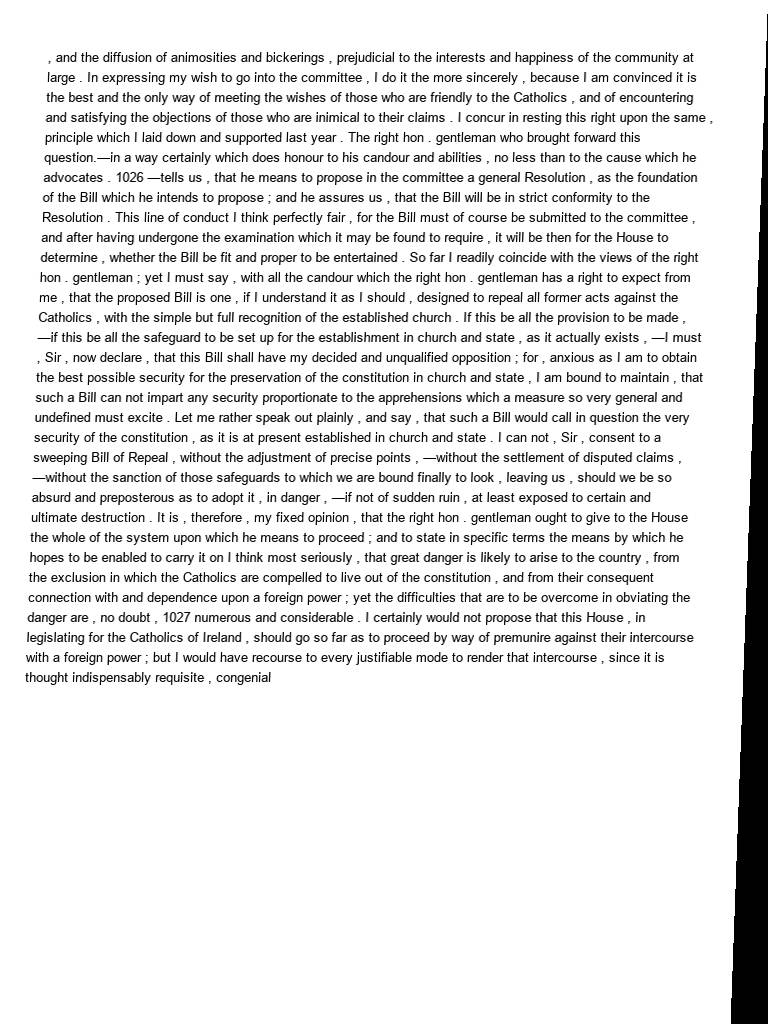 , and the diffusion of animosities and bickerings , prejudicial to the interests and happiness of the community at
large . In expressing my wish to go into the committee , I do it the more sincerely , because I am convinced it is
the best and the only way of meeting the wishes of those who are friendly to the Catholics , and of encountering
and satisfying the objections of those who are inimical to their claims . I concur in resting this right upon the same ,
principle which I laid down and supported last year . The right hon . gentleman who brought forward this
question.—in a way certainly which does honour to his candour and abilities , no less than to the cause which he
advocates . 1026 —tells us , that he means to propose in the committee a general Resolution , as the foundation
of the Bill which he intends to propose ; and he assures us , that the Bill will be in strict conformity to the
Resolution . This line of conduct I think perfectly fair , for the Bill must of course be submitted to the committee ,
and after having undergone the examination which it may be found to require , it will be then for the House to
determine , whether the Bill be fit and proper to be entertained . So far I readily coincide with the views of the right
hon . gentleman ; yet I must say , with all the candour which the right hon . gentleman has a right to expect from
me , that the proposed Bill is one , if I understand it as I should , designed to repeal all former acts against the
Catholics , with the simple but full recognition of the established church . If this be all the provision to be made ,
—if this be all the safeguard to be set up for the establishment in church and state , as it actually exists , —I must
, Sir , now declare , that this Bill shall have my decided and unqualified opposition ; for , anxious as I am to obtain
the best possible security for the preservation of the constitution in church and state , I am bound to maintain , that
such a Bill can not impart any security proportionate to the apprehensions which a measure so very general and
undefined must excite . Let me rather speak out plainly , and say , that such a Bill would call in question the very
security of the constitution , as it is at present established in church and state . I can not , Sir , consent to a
sweeping Bill of Repeal , without the adjustment of precise points , —without the settlement of disputed claims ,
—without the sanction of those safeguards to which we are bound finally to look , leaving us , should we be so
absurd and preposterous as to adopt it , in danger , —if not of sudden ruin , at least exposed to certain and
ultimate destruction . It is , therefore , my fixed opinion , that the right hon . gentleman ought to give to the House
the whole of the system upon which he means to proceed ; and to state in specific terms the means by which he
hopes to be enabled to carry it on I think most seriously , that great danger is likely to arise to the country , from
the exclusion in which the Catholics are compelled to live out of the constitution , and from their consequent
connection with and dependence upon a foreign power ; yet the difficulties that are to be overcome in obviating the
danger are , no doubt , 1027 numerous and considerable . I certainly would not propose that this House , in
legislating for the Catholics of Ireland , should go so far as to proceed by way of premunire against their intercourse
with a foreign power ; but I would have recourse to every justifiable mode to render that intercourse , since it is
thought indispensably requisite , congenial